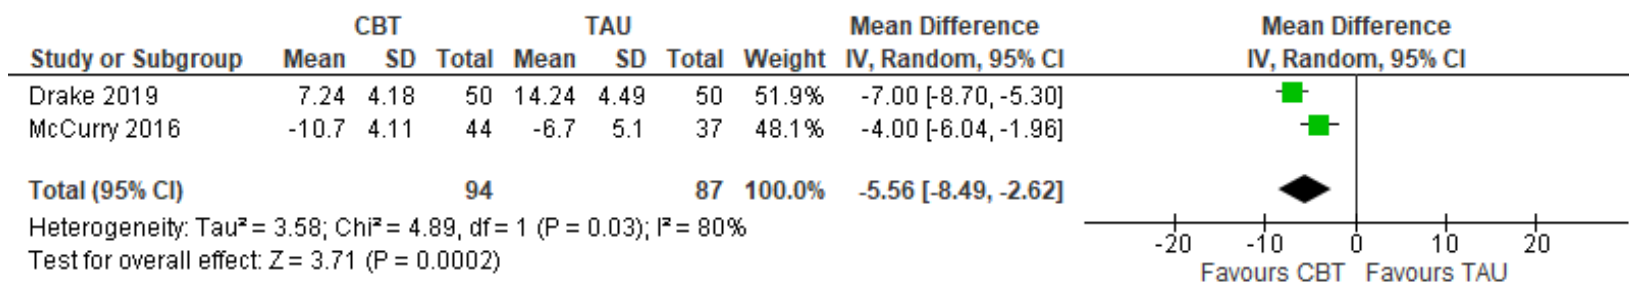 CBT TAU Mean Difference Mean Difference
Study or Subgroup Mean SD Total Mean SD Total Weight IV, Random, 95% CI IV, Random, 95% CI
Drake 2019 7.24 4.18 50 14.24 4.49 50 51.9% -7.00 [-8.70, -5.30]
McCurry 2016 -10.7 4.11 44 -6.7 5.1 37 48.1% -4.00 [-6.04, -1.96]
Total (95% CI) 94 87 100.0% -5.56 [-8.49, -2.62]
Heterogeneity: Tau² = 3.58; Chi² = 4.89, df = 1 (P = 0.03); I² = 80%
Test for overall effect: Z = 3.71 (P = 0.0002)
-20 -10 0 10 20
Favours CBT Favours TAU